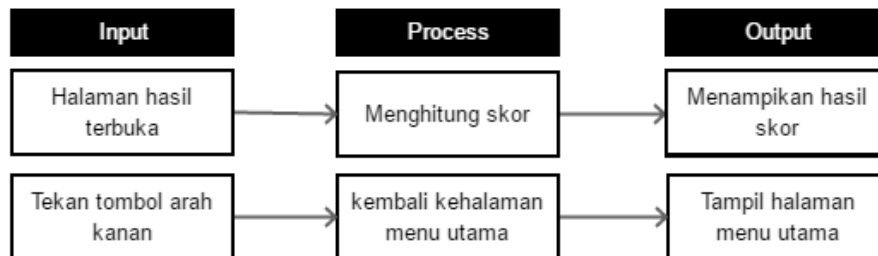 Input
Process
Output
Halaman hasil
terbuka
Menghitung skor
Menampikan hasil
skor
Tekan tombol arah
kanan
kembali kehalaman
menu utama
Tampil halaman
menu utama